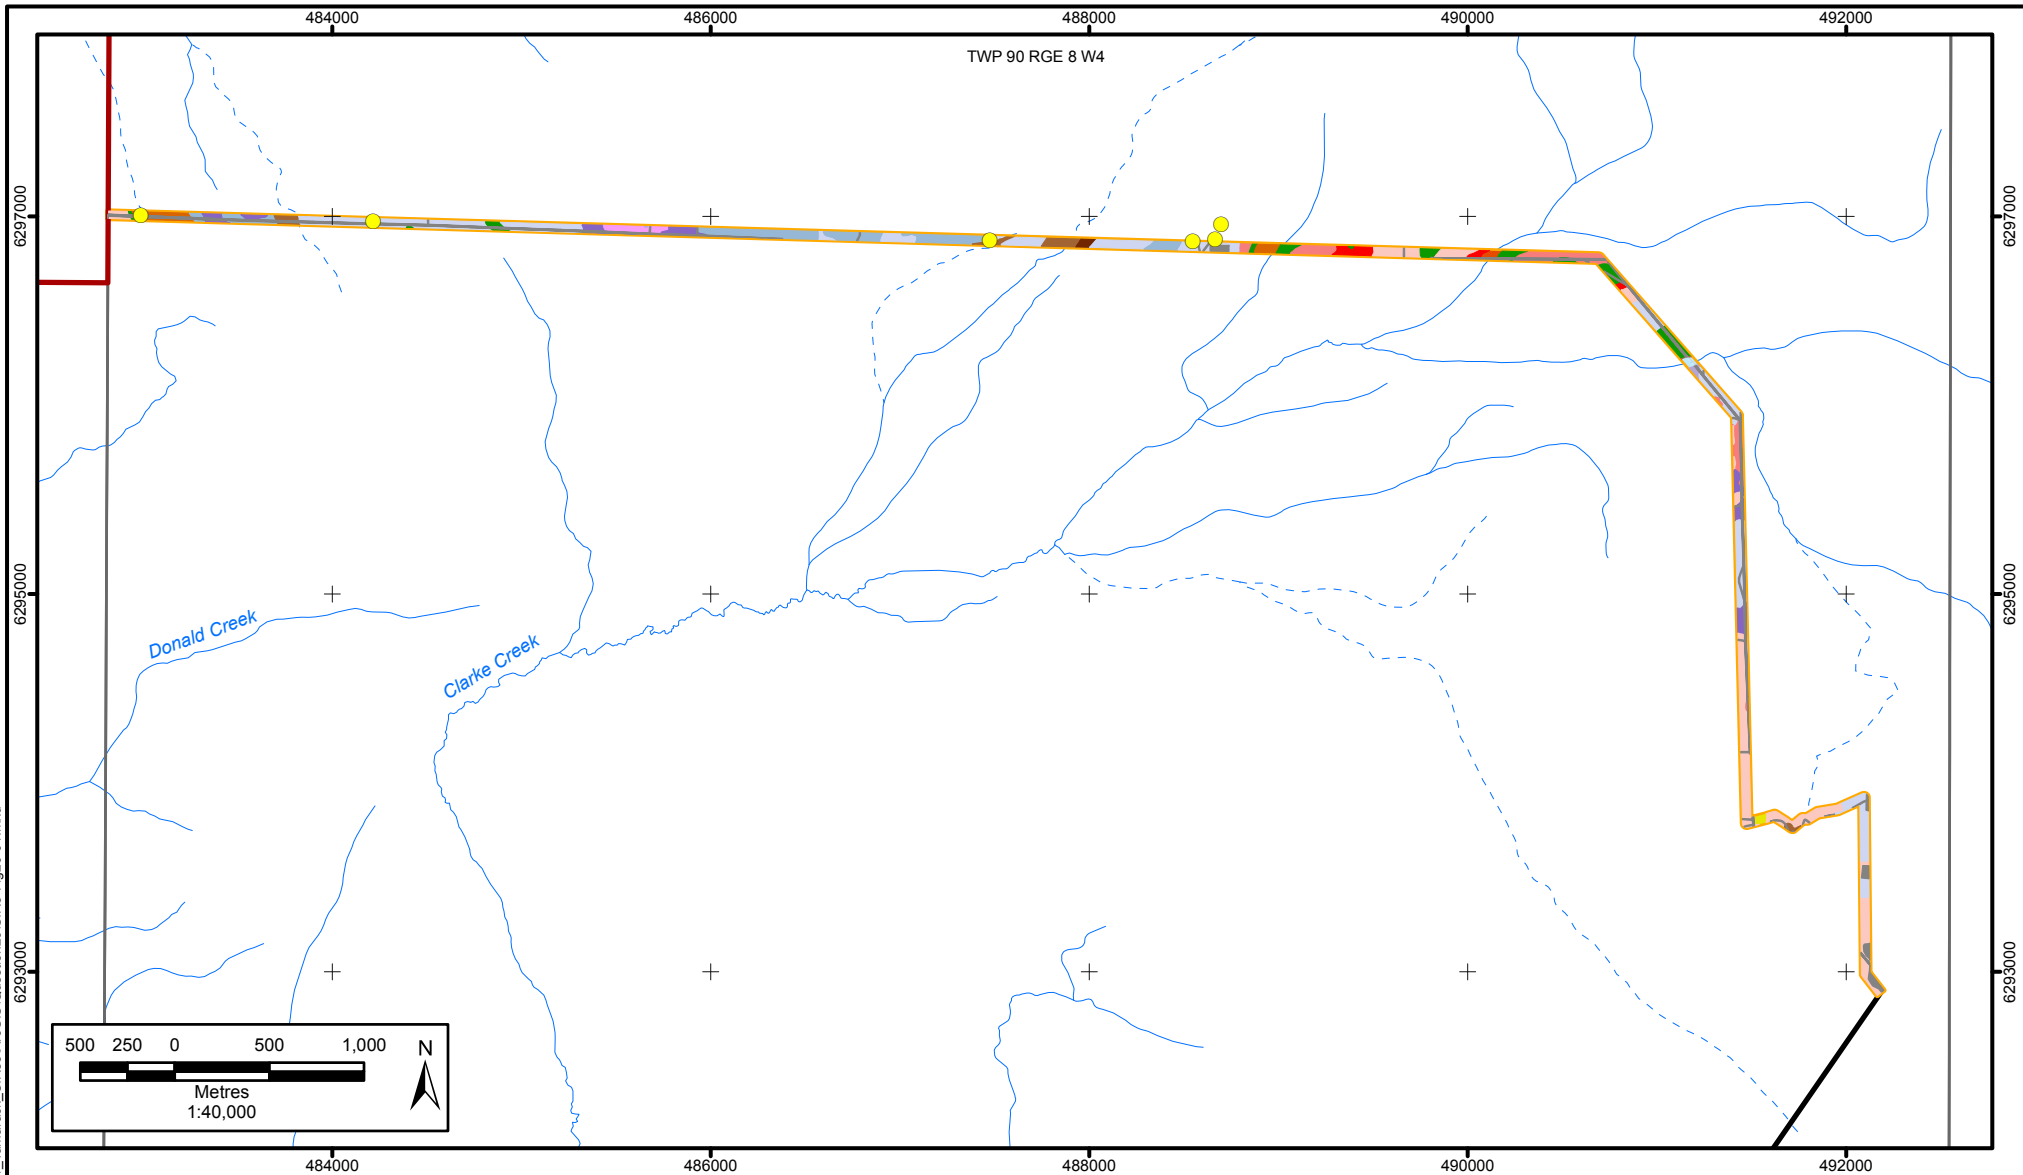 484000 486000 488000 490000 492000
TWP 90 RGE 8 W4
6297000 6297000
6295000 6295000
Donald Creek
Clarke Creek
6293000 6293000
500 250 0 500 1,000 N
Metres
1:40,000
484000 486000 488000 490000 492000